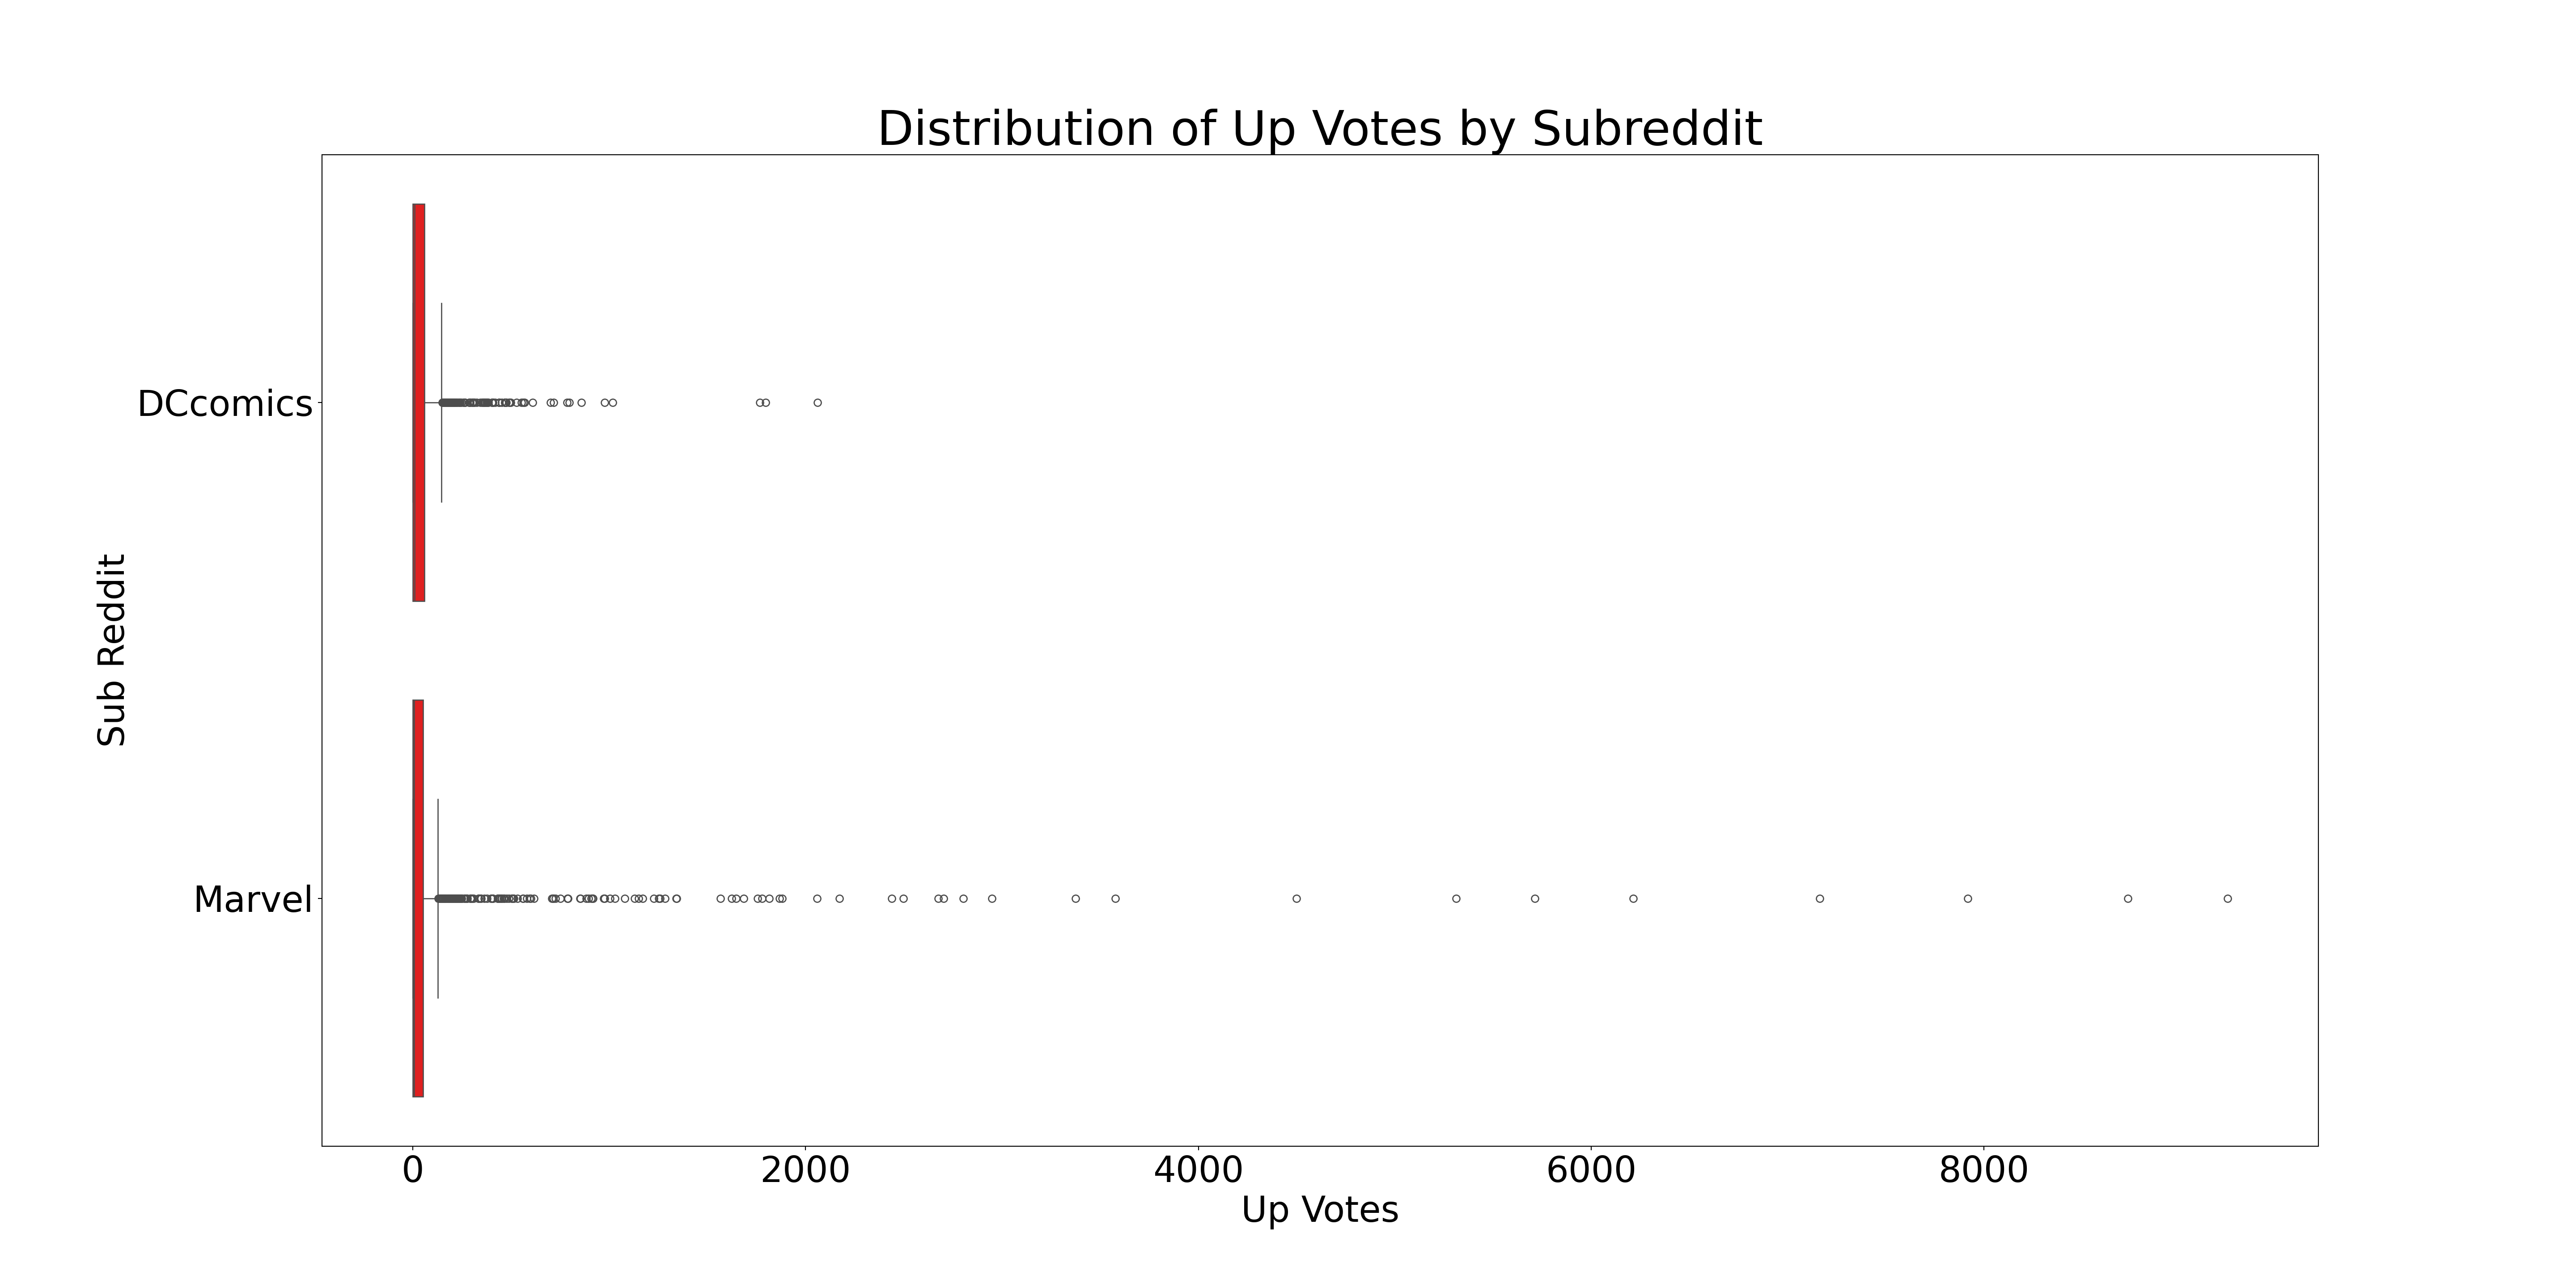 Distribution of Up Votes by Subreddit
Sub Reddit
DCcomics
Marvel
0 2000 4000 6000 8000
Up Votes